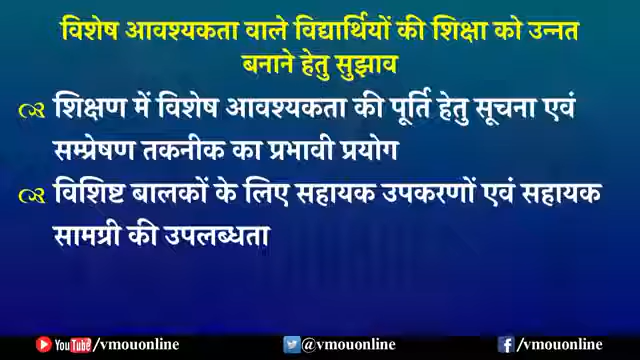 विशेष आवश्यकता वाले विद्यार्थियों की शिक्षा को उन्नत
बनाने हेतु सुझाव
शिक्षण में विशेष आवश्यकता की पूर्ति हेतु सूचना एवं
सम्प्रेषण तकनीक का प्रभावी प्रयोग
विशिष्ट बालकों के लिए सहायक उपकरणों एवं सहायक
सामग्री की उपलब्धता
YouTube /vmouonline @vmouonline f /vmouonline